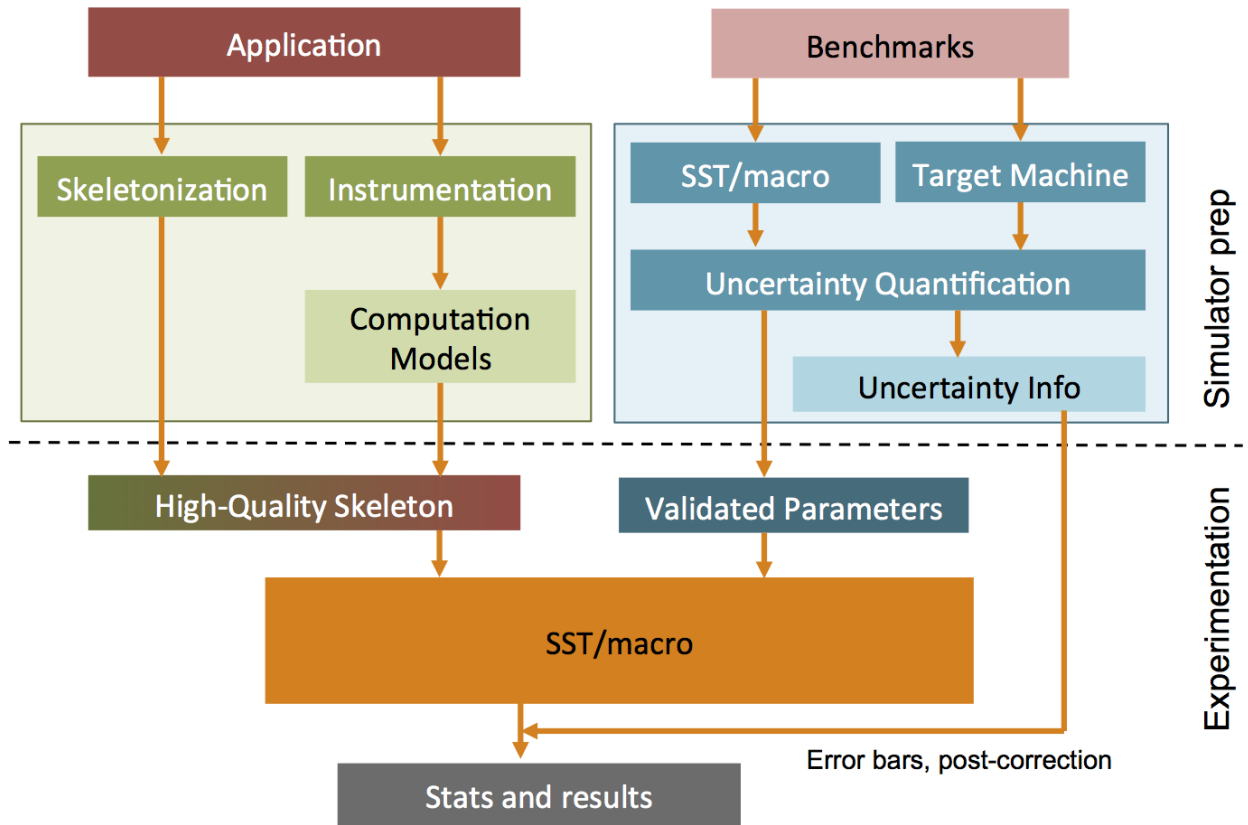 Application
Benchmarks
Skeletonization
Instrumentation
SST/macro
Target Machine
Uncertainty Quantification
Computation
Models
Uncertainty Info
Simulator prep
High-Quality Skeleton
Validated Parameters
SST/macro
Experimentation
Error bars, post-correction
Stats and results